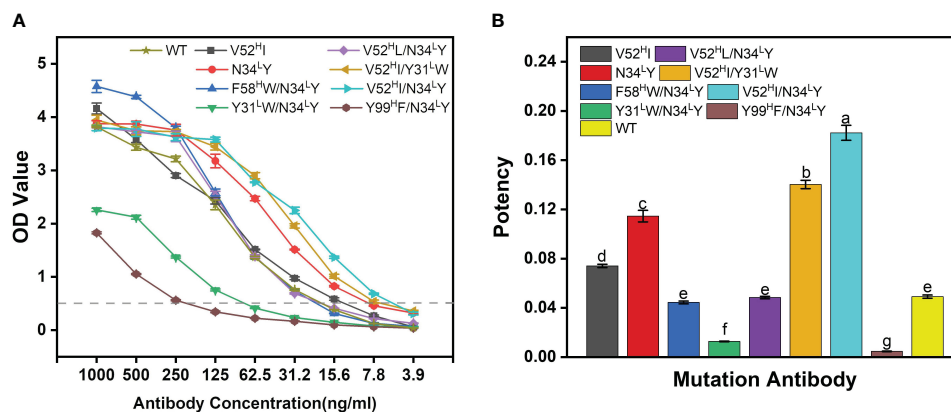 A
WT
V52ᴴI
V52ᴴL/N34ᴸY
N34ᴸY
V52ᴴI/Y31ᴸW
F58ᴴW/N34ᴸY
V52ᴴI/N34ᴸY
Y31ᴸW/N34ᴸY
Y99ᴴF/N34ᴸY
OD Value
5
4
3
2
1
0
1000 500 250 125 62.5 31.2 15.6 7.8 3.9
Antibody Concentration(ng/ml)
B
V52ᴴI V52ᴴL/N34ᴸY
N34ᴸY V52ᴴI/Y31ᴸW
F58ᴴW/N34ᴸY V52ᴴI/N34ᴸY
Y31ᴸW/N34ᴸY Y99ᴴF/N34ᴸY
WT
Potency
0.24
0.20
0.16
0.12
0.08
0.04
0.00
d c e f e b a g e
Mutation Antibody